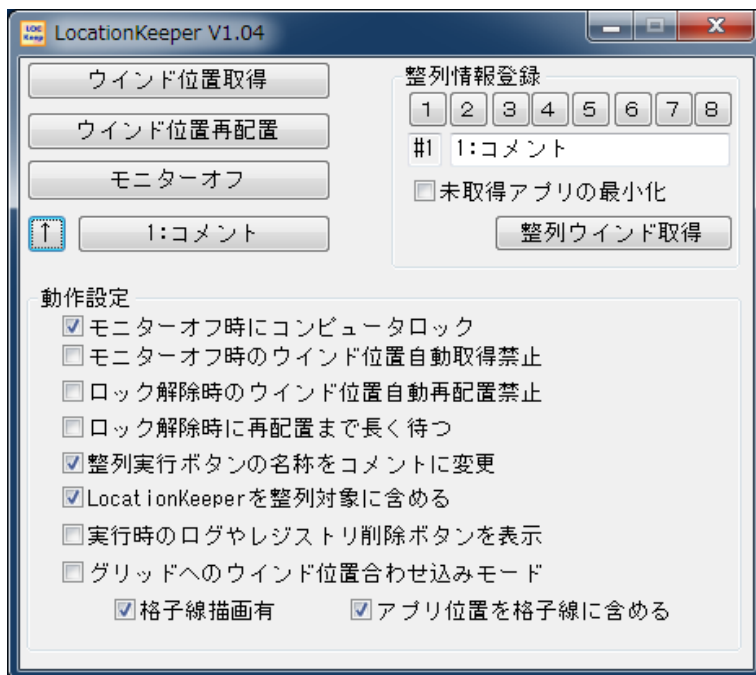 LOC
Keep
LocationKeeper V1.04
ウインド位置取得
ウインド位置再配置
モニターオフ
↑ 1:コメント
整列情報登録
1 2 3 4 5 6 7 8
#1 1:コメント
未取得アプリの最小化
整列ウインド取得
動作設定
モニターオフ時にコンピュータロック
モニターオフ時のウインド位置自動取得禁止
ロック解除時のウインド位置自動再配置禁止
ロック解除時に再配置まで長く待つ
整列実行ボタンの名称をコメントに変更
LocationKeeperを整列対象に含める
実行時のログやレジストリ削除ボタンを表示
グリッドへのウインド位置合わせ込みモード
格子線描画有 アプリ位置を格子線に含める